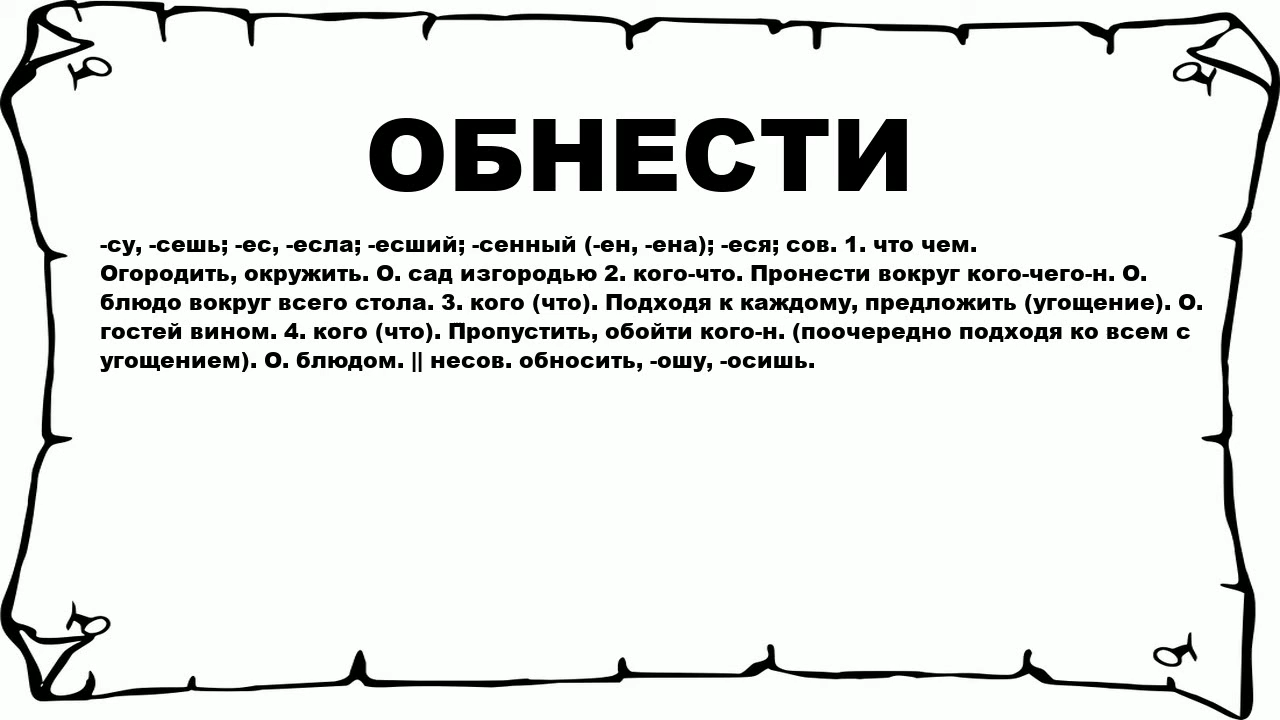 ОБНЕСТИ
-су, -сешь; -ес, -есла; -есший; -сенный (-ен, -ена); -еся; сов. 1. что чем.
Огородить, окружить. О. сад изгородью 2. кого-что. Пронести вокруг кого-чего-н. О.
блюдо вокруг всего стола. 3. кого (что). Подходя к каждому, предложить (угощение). О.
гостей вином. 4. кого (что). Пропустить, обойти кого-н. (поочередно подходя ко всем с
угощением). О. блюдом. || несов. обносить, -ошу, -осишь.